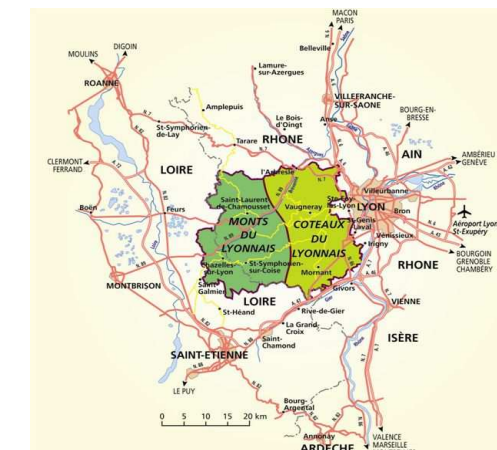 MACON
PARIS
DIGOIN
MOULINS
Belleville
Lamure-
sur-Azergues
ROANNE
VILLEFRANCHE-
SUR-SAONE
Amplepuis
Le Bois-
d'Oingt
Anse
BOURG-EN-
BRESSE
St-Symphorien-
de-Lay
Tarare
RHONE
AIN
CLERMONT
FERRAND
LOIRE
l'Arbresle
AMBÉRIEU
GENÈVE
Villeurbanne
Saint-Laurent-
de-Chamousset
Vaugneray
LYON
Bron
Boën
Feurs
MONTS
DU
LYONNAIS
COTEAUX
DU
LYONNAIS
St-Genis
Laval
Vénissieux
Irigny
Aéroport Lyon
St-Exupéry
Chazelles-
sur-Lyon
St-Symphorien-
sur-Coise
Mornant
RHONE
BOURGOIN
GRENOBLE
CHAMBÉRY
MONTBRISON
Saint-
Galmier
LOIRE
Givors
VIENNE
St-Héand
Rive-de-Gier
La Grand-
Croix
ISÈRE
SAINT-ETIENNE
Saint-
Chamond
LE PUY
Bourg-
Argental
0 5 10 15 20 km
Annonay
ARDECHE
VALENCE
MARSEILLE